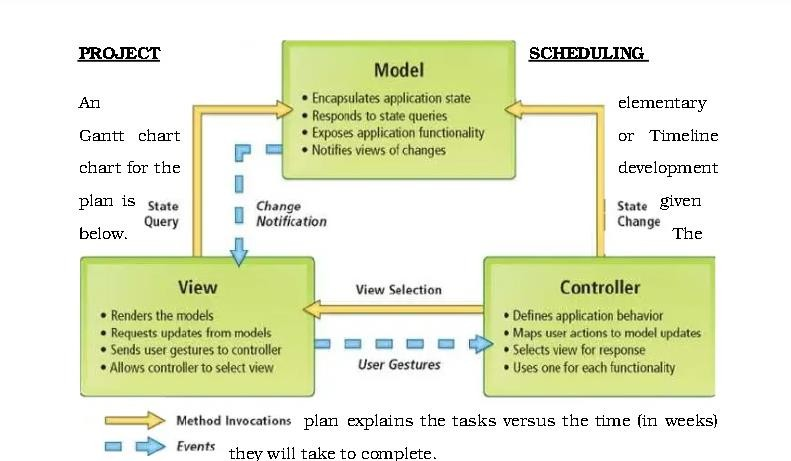 PROJECT SCHEDULING
An elementary
Gantt chart or Timeline
chart for the development
plan is given
below. The
plan explains the tasks versus the time (in weeks)
they will take to complete.
Model
• Encapsulates application state
• Responds to state queries
• Exposes application functionality
• Notifies views of changes
State
Query
Change
Notification
State
Change
View
• Renders the models
• Requests updates from models
• Sends user gestures to controller
• Allows controller to select view
View Selection
User Gestures
Controller
• Defines application behavior
• Maps user actions to model updates
• Selects view for response
• Uses one for each functionality
Method Invocations
Events